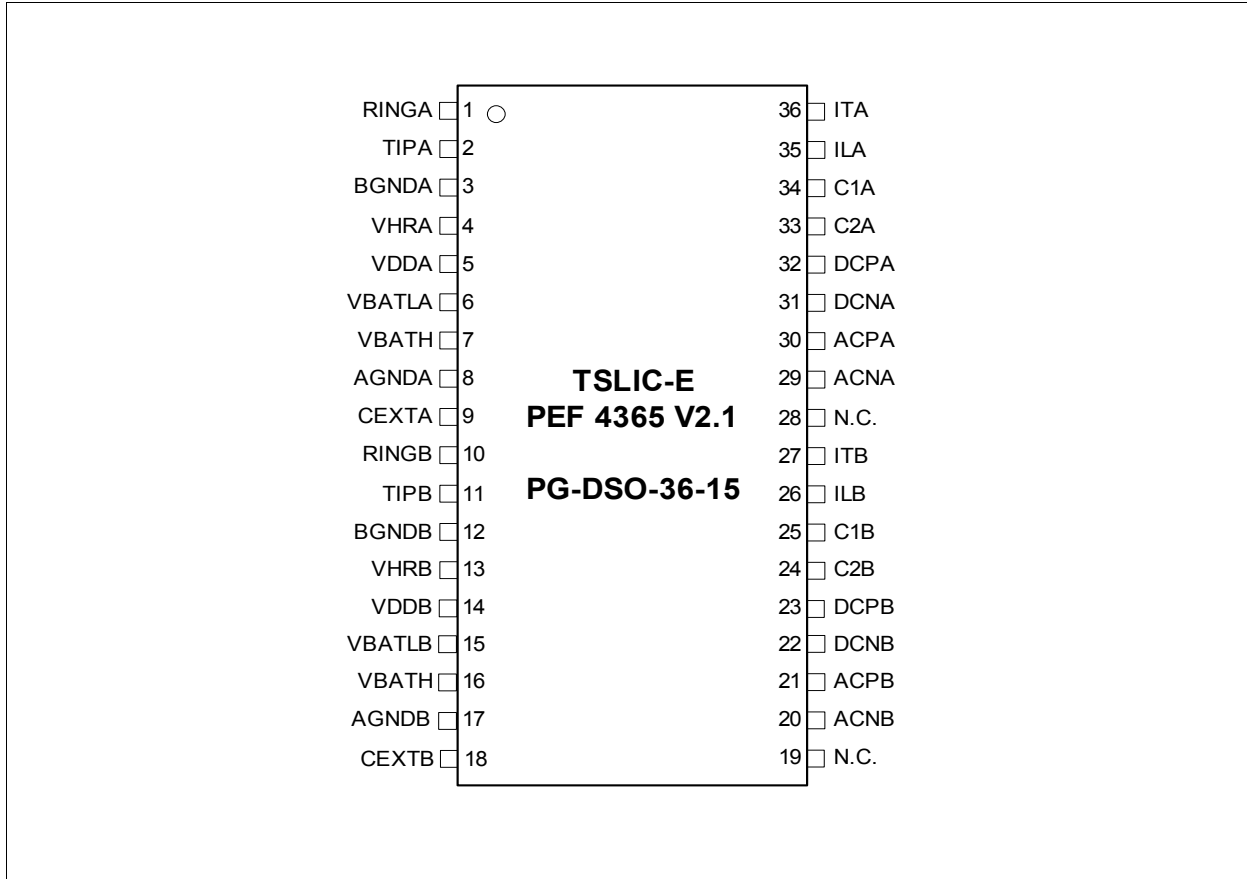 RINGA 1 36 ITA
TIPA 2 35 ILA
BGNDA 3 34 C1A
VHRA 4 33 C2A
VDDA 5 32 DCPA
VBATLA 6 31 DCNA
VBATH 7 30 ACPA
AGNDA 8 29 ACNA
CEXTA 9 28 N.C.
RINGB 10 27 ITB
TIPB 11 26 ILB
BGNDB 12 25 C1B
VHRB 13 24 C2B
VDDB 14 23 DCPB
VBATLB 15 22 DCNB
VBATH 16 21 ACPB
AGNDB 17 20 ACNB
CEXTB 18 19 N.C.
TSLIC-E
PEF 4365 V2.1
PG-DSO-36-15